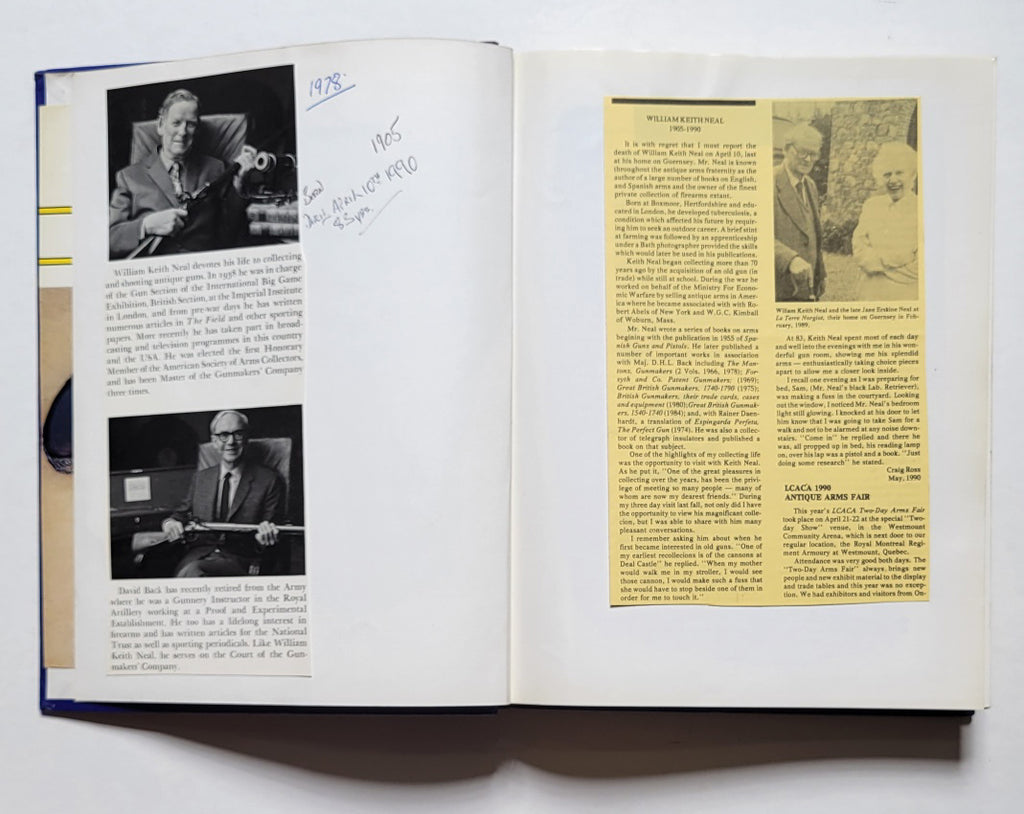 1978.
Born 1905
Died April 10th 1990
85 yrs
William Keith Neal devotes his life to collecting
and shooting antique guns. In 1938 he was in charge
of the Gun Section of the International Big Game
Exhibition, British Section, at the Imperial Institute
in London, and from pre-war days he has written
numerous articles in The Field and other sporting
papers. More recently he has taken part in broad-
casting and television programmes in this country
and the USA. He was elected the first Honorary
Member of the American Society of Arms Collectors,
and has been Master of the Gunmakers' Company
three times.
David Back has recently retired from the Army
where he was a Gunnery Instructor in the Royal
Artillery working at a Proof and Experimental
Establishment. He too has a lifelong interest in
firearms and has written articles for the National
Trust as well as sporting periodicals. Like William
Keith Neal, he serves on the Court of the Gun-
makers' Company.
WILLIAM KEITH NEAL
1905-1990
It is with regret that I must report the
death of William Keith Neal on April 10, last
at his home on Guernsey. Mr. Neal is known
throughout the antique arms fraternity as the
author of a large number of books on English,
and Spanish arms and the owner of the finest
private collection of firearms extant.
Born at Boxmoor, Hertfordshire and edu-
cated in London, he developed tuberculosis, a
condition which affected his future by requir-
ing him to seek an outdoor career. A brief stint
at farming was followed by an apprenticeship
under a Bath photographer provided the skills
which would later be used in his publications.
Keith Neal began collecting more than 70
years ago by the acquisition of an old gun (in
trade) while still at school. During the war he
worked on behalf of the Ministry For Econo-
mic Warfare by selling antique arms in Amer-
ica where he became associated with with Ro-
bert Abels of New York and W.G.C. Kimball
of Woburn, Mass.
Mr. Neal wrote a series of books on arms
begining with the publication in 1955 of Spa-
nish Guns and Pistols. He later published a
number of important works in association
with Maj. D.H.L. Back including The Man-
tons, Gunmakers (2 Vols. 1966, 1978); For-
syth and Co. Patent Gunmakers; (1969);
Great British Gunmakers, 1740-1790 (1975);
British Gunmakers, their trade cards, cases
and equipment (1980); Great British Gunmak-
ers, 1540-1740 (1984); and, with Rainer Daen-
hardt, a translation of Espingarda Perfeyta,
The Perfect Gun (1974). He was also a collec-
tor of telegraph insulators and published a
book on that subject.
One of the highlights of my collecting life
was the opportunity to visit with Keith Neal.
As he put it, "One of the great pleasures in
collecting over the years, has been the privi-
lege of meeting so many people — many of
whom are now my dearest friends." During
my three day visit last fall, not only did I have
the opportunity to view his magnificant collec-
cion, but I was able to share with him many
pleasant conversations.
I remember asking him about when he
first became interested in old guns. "One of
my earliest recollections is of the cannons at
Deal Castle" he replied. "When my mother
would walk me in my stroller, I would see
those cannon, I would make such a fuss that
she would have to stop beside one of them in
order for me to touch it."
William Keith Neal and the late Jane Erskine Neal at
La Terre Norgiot, their home on Guernsey in Feb-
ruary, 1989.
At 83, Keith Neal spent most of each day
and well into the evenings with me in his won-
derful gun room, showing me his splendid
arms — enthusiastically taking choice pieces
apart to allow me a closer look inside.
I recall one evening as I was preparing for
bed, Sam, (Mr. Neal's black Lab. Retriever),
was making a fuss in the courtyard. Looking
out the window, I noticed Mr. Neal's bedroom
light still glowing. I knocked at his door to let
him know that I was going to take Sam for a
walk and not to be alarmed at any noise down-
stairs. "Come in" he replied and there he
was, all propped up in bed, his reading lamp
on, over his lap was a pistol and a book. "Just
doing some research" he stated.
Craig Ross
May, 1990
LCACA 1990
ANTIQUE ARMS FAIR
This year's LCACA Two-Day Arms Fair
took place on April 21-22 at the special "Two-
day Show" venue, in the Westmount
Community Arena, which is next door to our
regular location, the Royal Montreal Regi-
ment Armoury at Westmount, Quebec.
Attendance was very good both days. The
"Two-Day Arms Fair" always, brings new
people and new exhibit material to the display
and trade tables and this year was no excep-
tion. We had exhibitors and visitors from On-